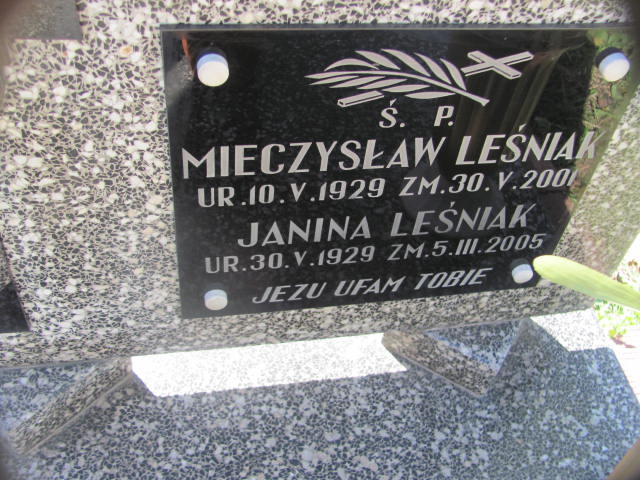 Ś. P.
MIECZYSŁAW LEŚNIAK
UR. 10. V. 1929 ZM. 30. V. 2001
JANINA LEŚNIAK
UR. 30. V. 1929 ZM. 5. III. 2005
JEZU UFAM TOBIE